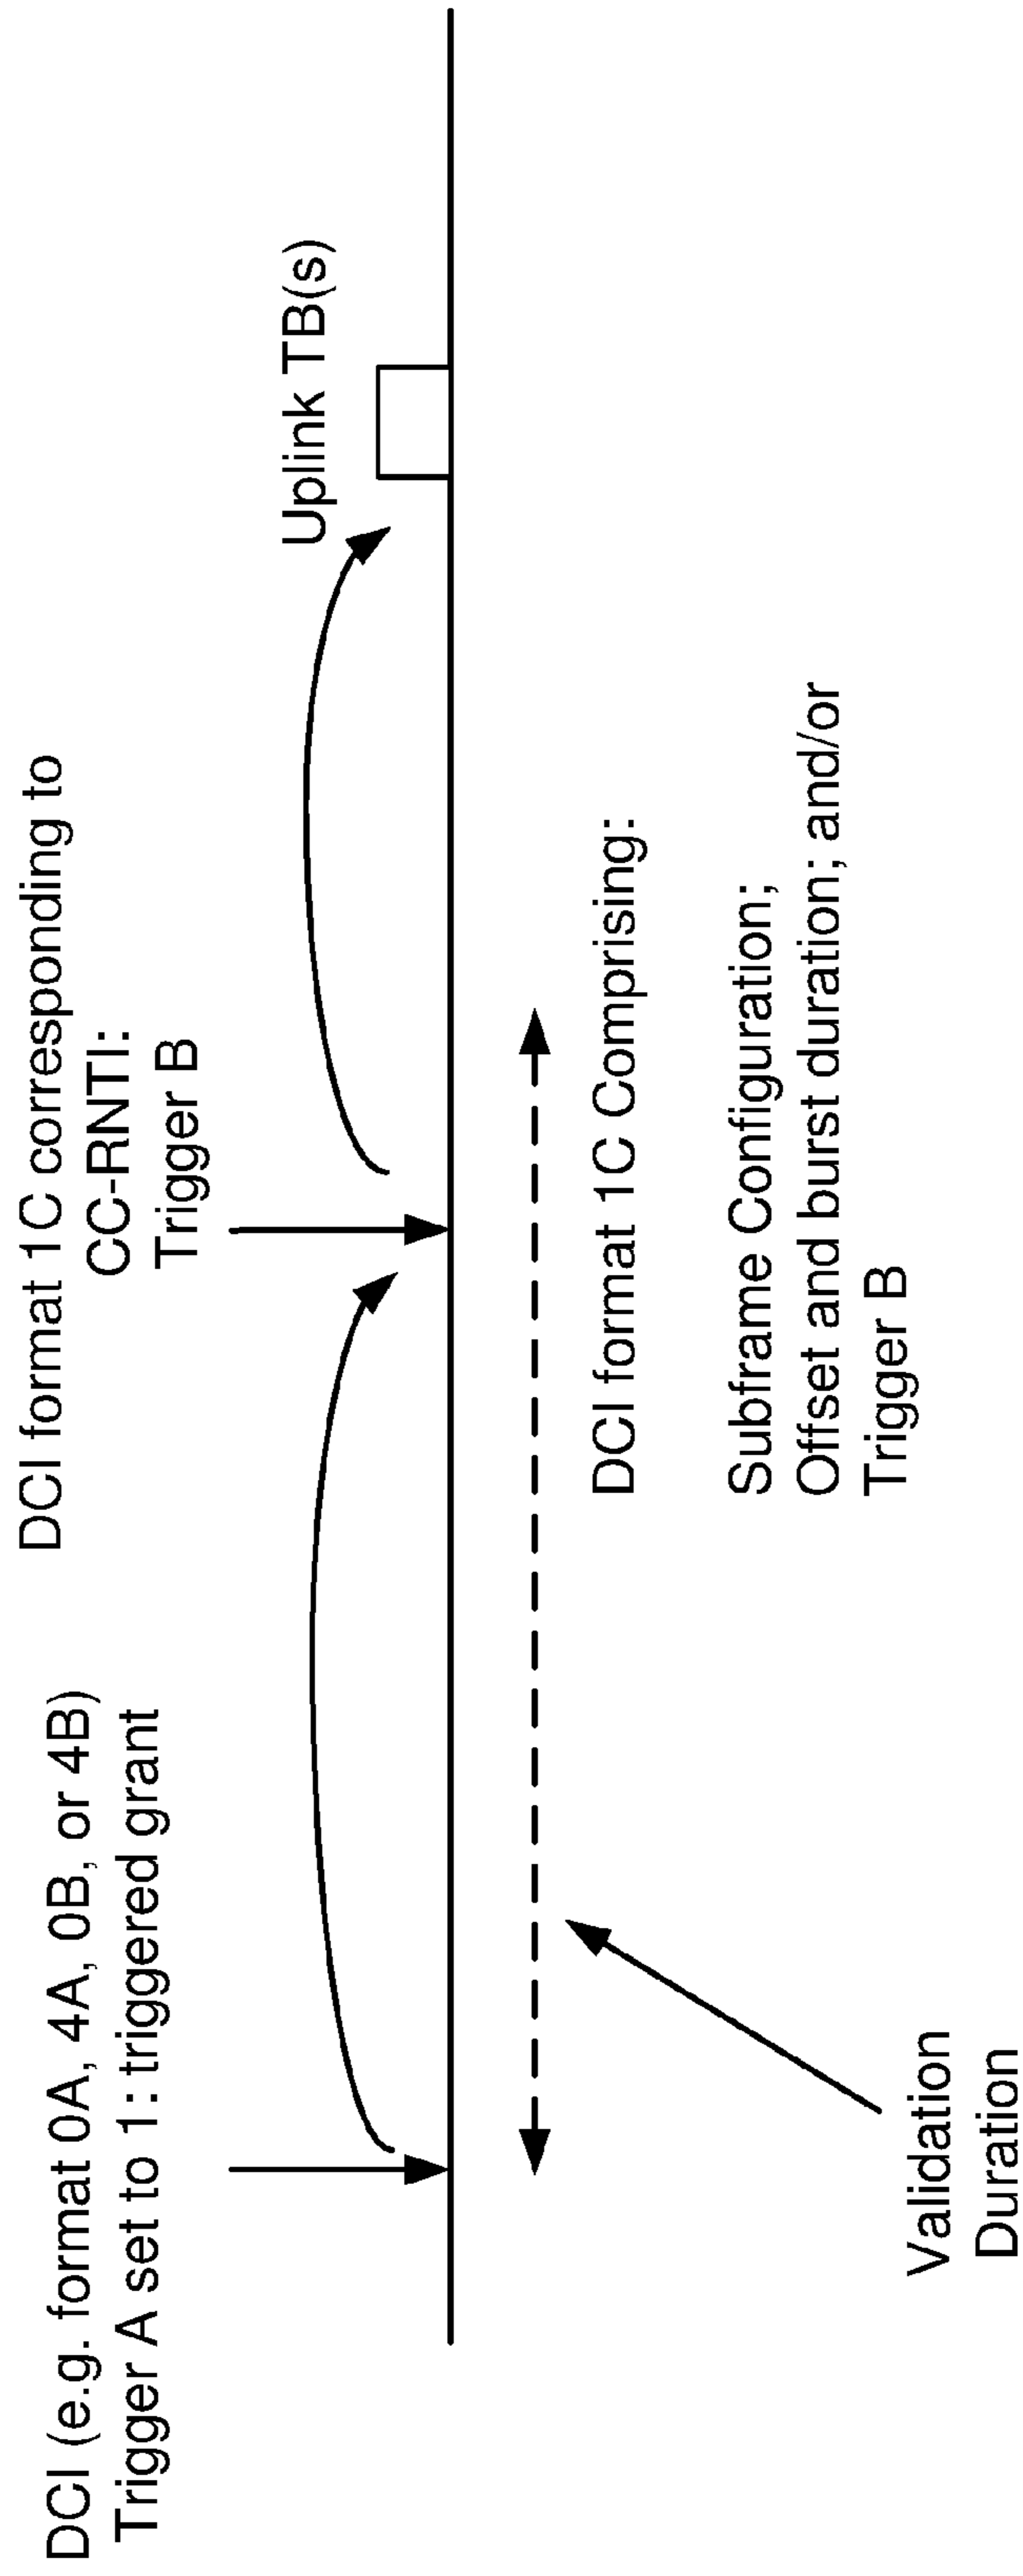 DCI (e.g. format 0A, 4A, 0B, or 4B)
Trigger A set to 1: triggered grant
DCI format 1C corresponding to
CC-RNTI:
Trigger B
Uplink TB(s)
Validation
Duration
DCI format 1C Comprising:
Subframe Configuration;
Offset and burst duration; and/or
Trigger B